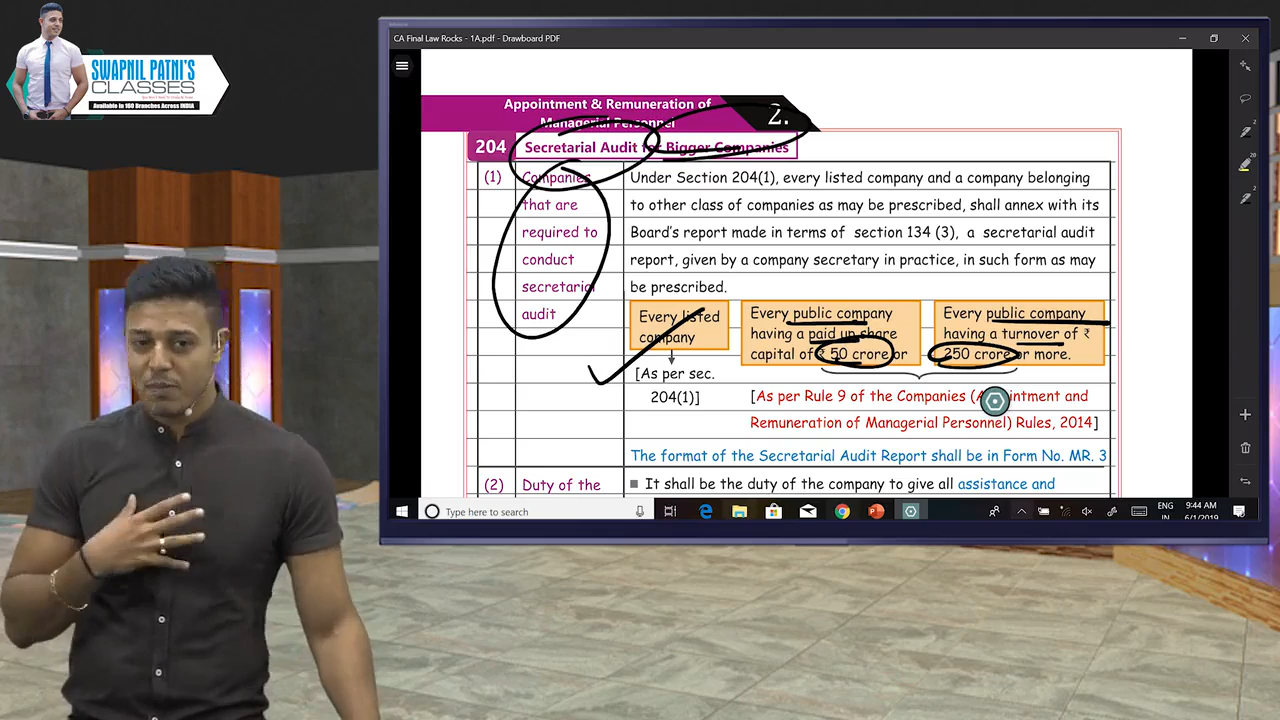 SWAPNIL PATNI'S
CLASSES
Available in 160 Branches Across INDIA
CA Final Law Rocks - 1A.pdf - Drawboard PDF
Appointment & Remuneration of
Managerial Personnel
2.
204 Secretarial Audit for Bigger Companies
(1) Companies that are required to conduct secretarial audit
Under Section 204(1), every listed company and a company belonging
to other class of companies as may be prescribed, shall annex with its
Board's report made in terms of section 134 (3), a secretarial audit
report, given by a company secretary in practice, in such form as may
be prescribed.
Every listed
company
[As per sec.
204(1)]
Every public company
having a paid up share
capital of ₹ 50 crore or
Every public company
having a turnover of ₹
250 crore or more.
[As per Rule 9 of the Companies (Appointment and
Remuneration of Managerial Personnel) Rules, 2014]
The format of the Secretarial Audit Report shall be in Form No. MR. 3
(2) Duty of the
It shall be the duty of the company to give all assistance and
Type here to search
ENG
IN
9:44 AM
6/1/2019